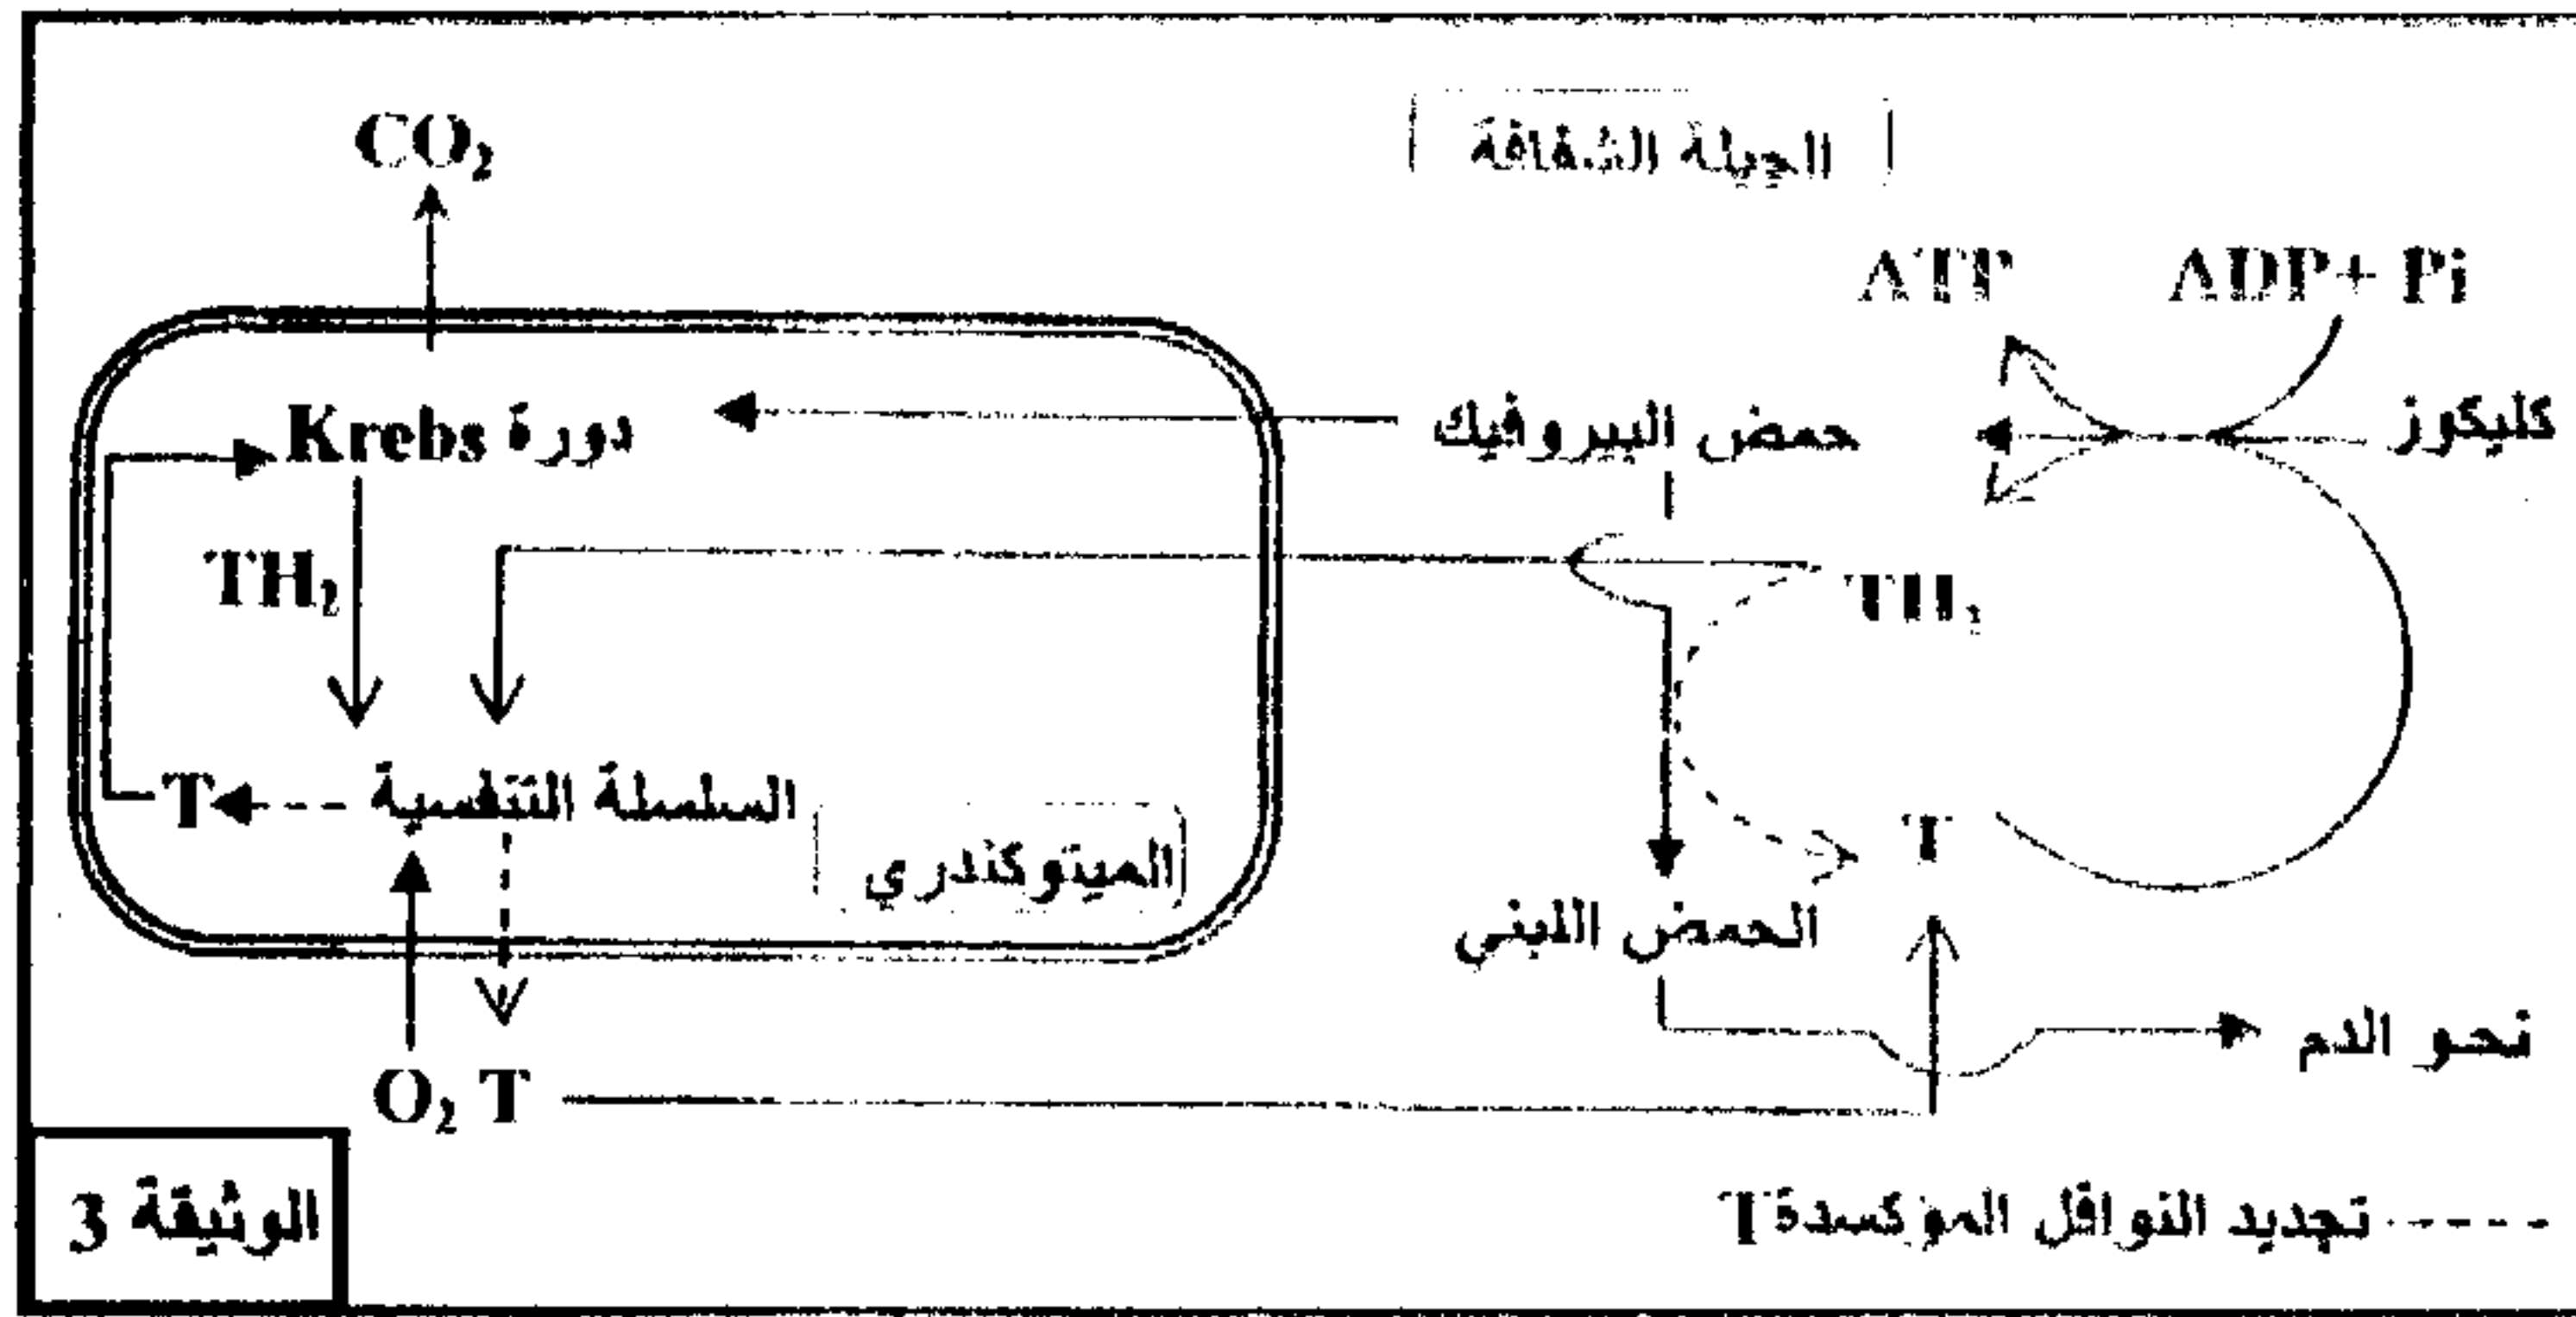 CO₂
الجبلة الشفافة
ATP
ADP+ Pi
دورة Krebs
حمض البيروفيك
كليكوز
TH₂
TH₂
T
السلسلة التنفسية
الميتوكندري
T
الحمض اللبني
نحو الدم
O₂ T
الوثيقة 3
تجديد النواقل المؤكسدة T